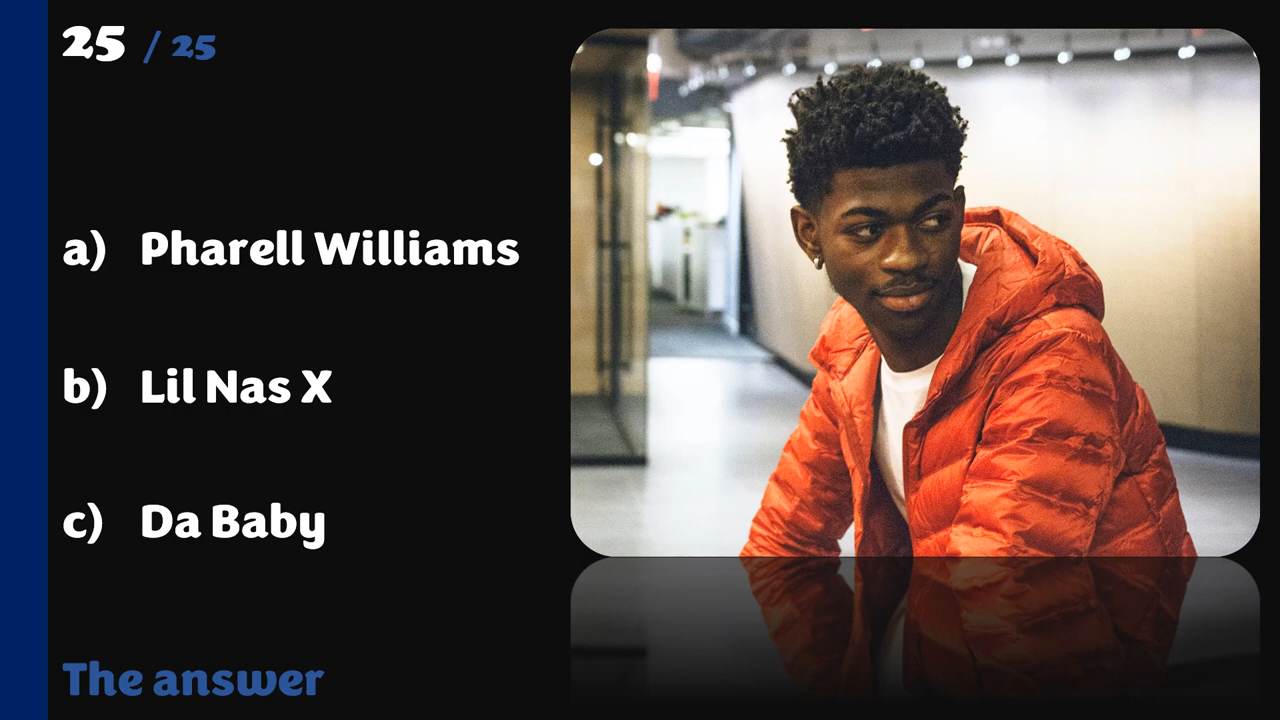 25 / 25
a) Pharell Williams
b) Lil Nas X
c) Da Baby
The answer